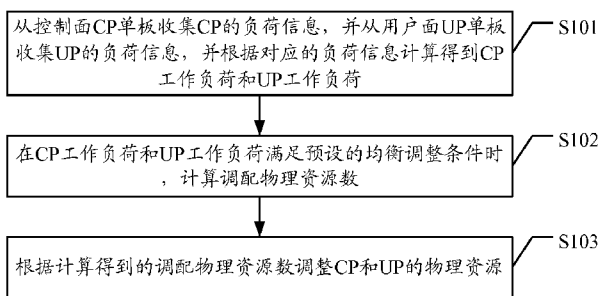 从控制面CP单板收集CP的负荷信息，并从用户面UP单板
收集UP的负荷信息，并根据对应的负荷信息计算得到CP
工作负荷和UP工作负荷
S101
在CP工作负荷和UP工作负荷满足预设的均衡调整条件时
，计算调配物理资源数
S102
根据计算得到的调配物理资源数调整CP和UP的物理资源
S103